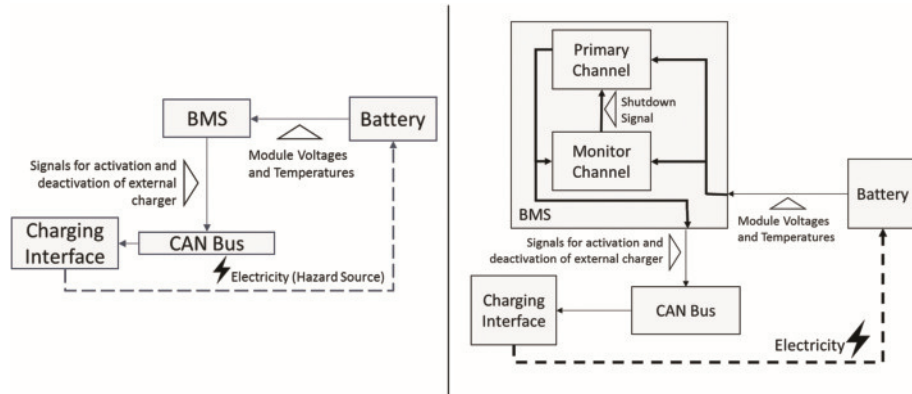 BMS
Battery
Module Voltages
and Temperatures
Signals for activation and
deactivation of external
charger
Charging
Interface
CAN Bus
Electricity (Hazard Source)
Primary
Channel
Shutdown
Signal
Monitor
Channel
BMS
Battery
Module Voltages
and Temperatures
Signals for activation and
deactivation of external charger
Charging
Interface
CAN Bus
Electricity